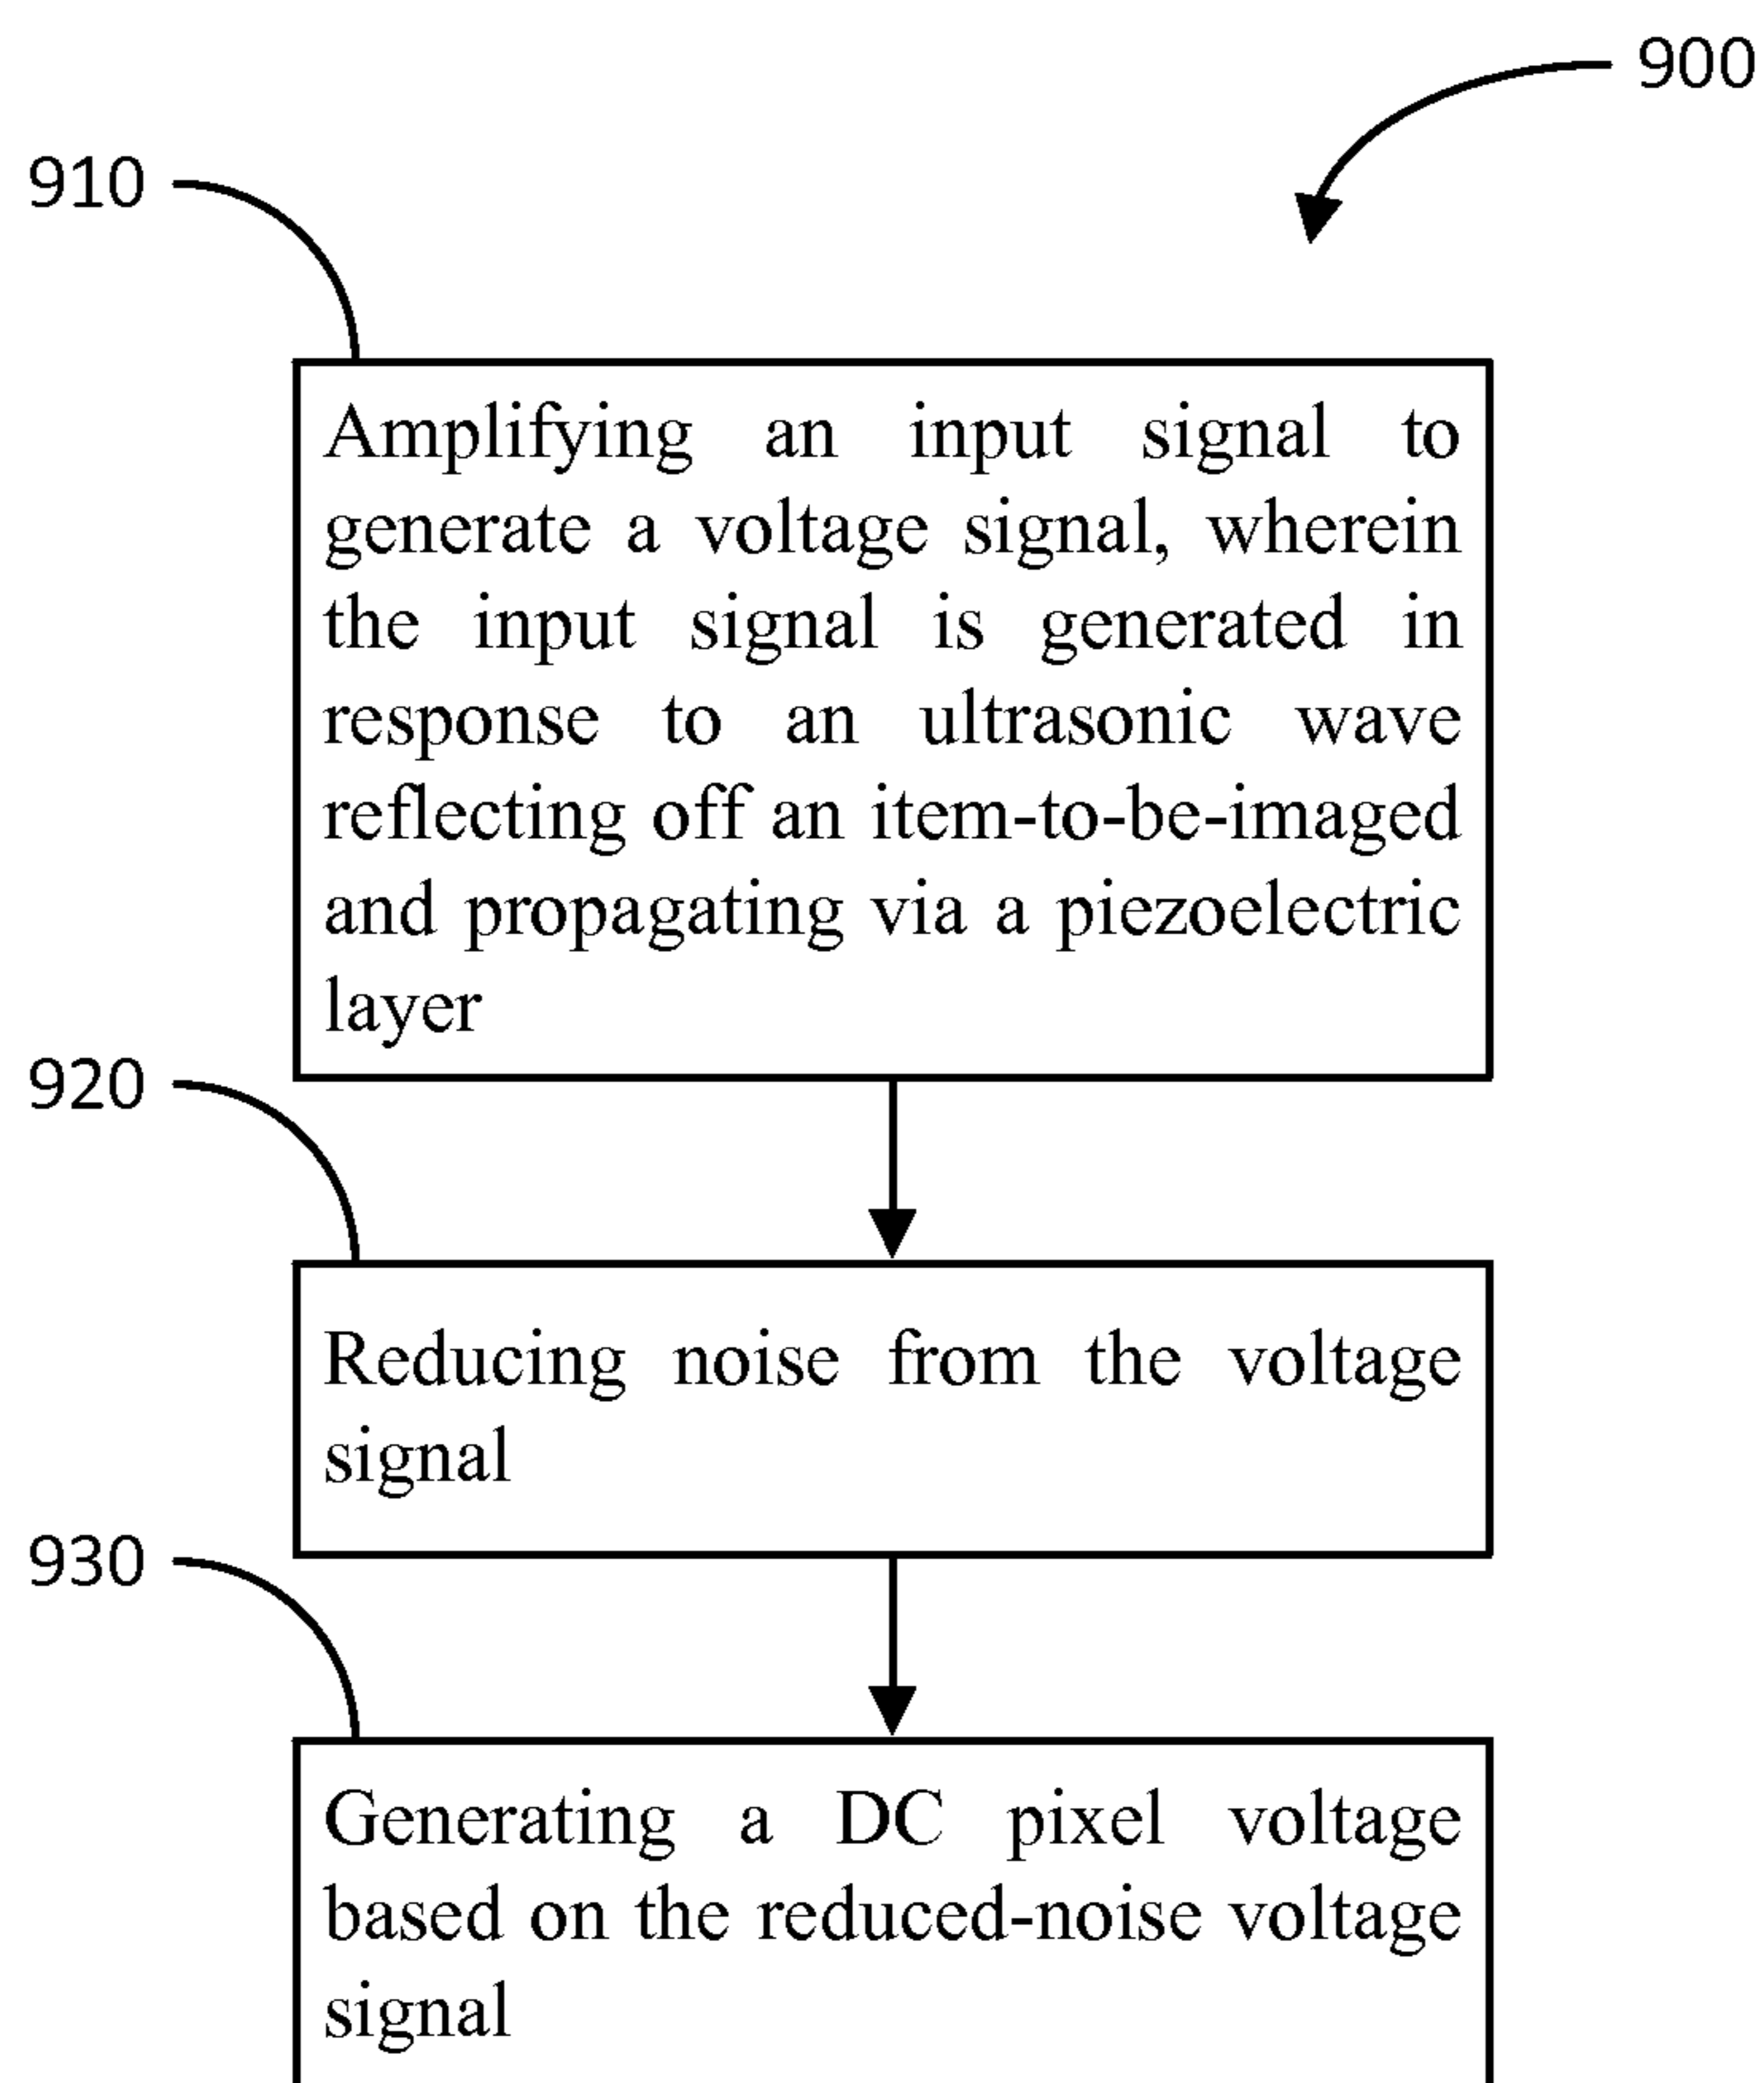 900
910
Amplifying an input signal to
generate a voltage signal, wherein
the input signal is generated in
response to an ultrasonic wave
reflecting off an item-to-be-imaged
and propagating via a piezoelectric
layer
920
Reducing noise from the voltage
signal
930
Generating a DC pixel voltage
based on the reduced-noise voltage
signal